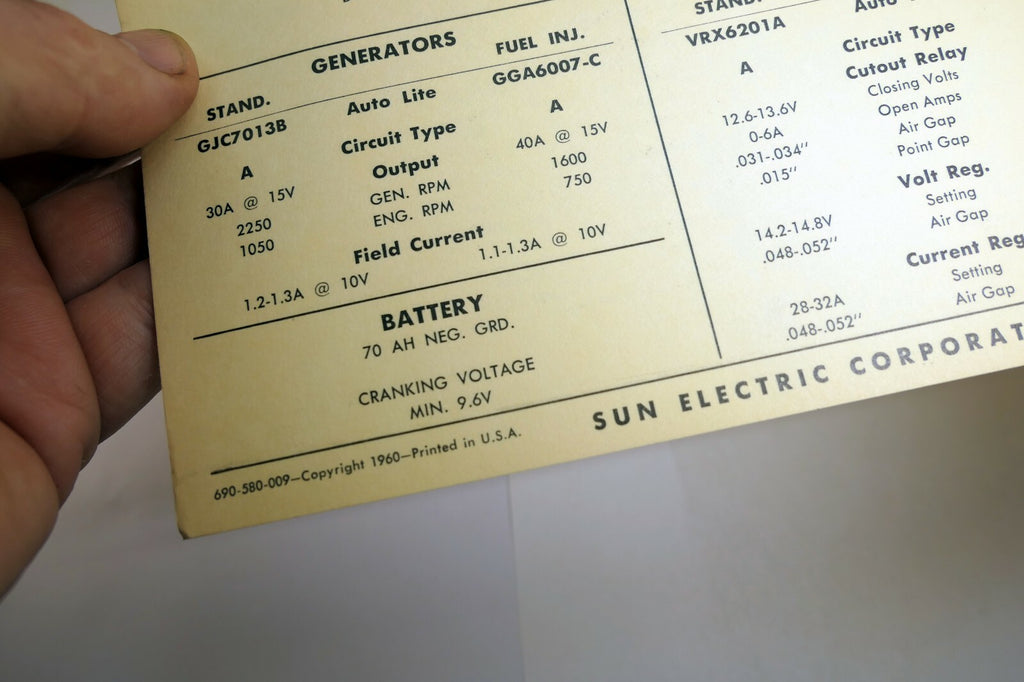 GENERATORS
STAND. Auto Lite FUEL INJ.
GJC7013B GGA6007-C
A Circuit Type A
Output
30A @ 15V 40A @ 15V
2250 GEN. RPM 1600
1050 ENG. RPM 750
Field Current
1.2-1.3A @ 10V 1.1-1.3A @ 10V
BATTERY
70 AH NEG. GRD.
CRANKING VOLTAGE
MIN. 9.6V
STAND. Auto
VRX6201A
A Circuit Type
Cutout Relay
12.6-13.6V Closing Volts
0-6A Open Amps
.031-.034" Air Gap
.015" Point Gap
Volt Reg.
14.2-14.8V Setting
.048-.052" Air Gap
Current Reg
28-32A Setting
.048-.052" Air Gap
690-580-009—Copyright 1960—Printed in U.S.A.
SUN ELECTRIC CORPORAT